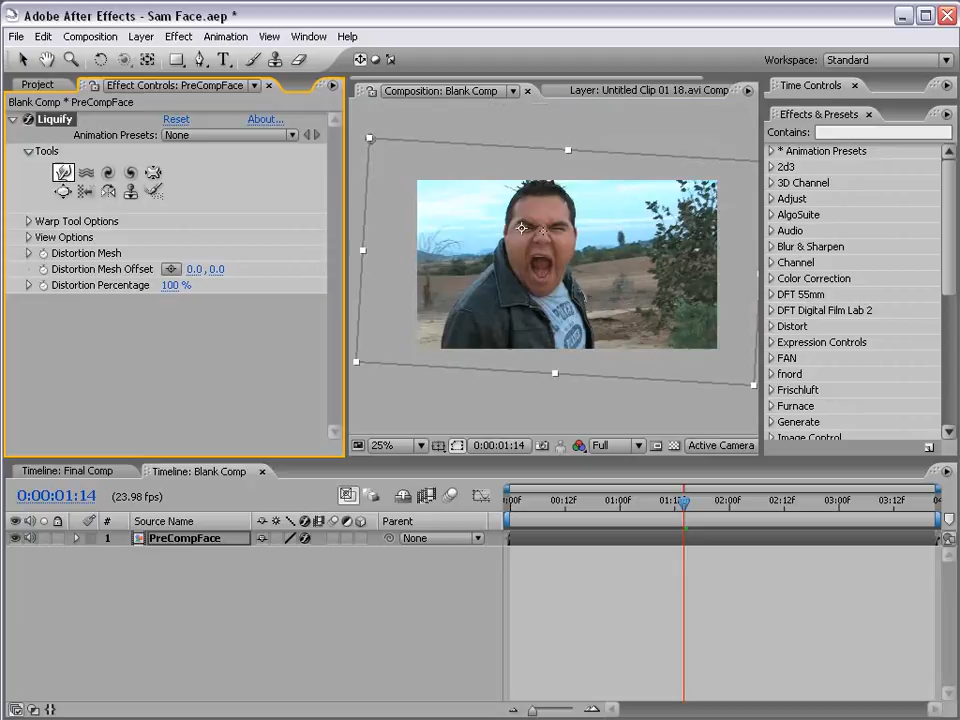 Adobe After Effects - Sam Face.aep *
File Edit Composition Layer Effect Animation View Window Help
Workspace: Standard
Project Effect Controls: PreCompFace
Composition: Blank Comp Layer: Untitled Clip 01 18.avi Comp
Time Controls
Blank Comp * PreCompFace
Effects & Presets
Liquify Reset About...
Contains:
Animation Presets: None
* Animation Presets
Tools
2d3
3D Channel
Adjust
AlgoSuite
Warp Tool Options
Audio
View Options
Blur & Sharpen
Distortion Mesh
Channel
Distortion Mesh Offset 0.0, 0.0
Color Correction
Distortion Percentage 100 %
DFT 55mm
DFT Digital Film Lab 2
Distort
Expression Controls
FAN
fnord
Frischluft
Furnace
Generate
Image Control
25% 0:00:01:14 Full Active Camera
Timeline: Final Comp Timeline: Blank Comp
0:00:01:14 (23.98 fps)
00F 00:12F 01:00F 02:00F 02:12F 03:00F 03:12F 04
# Source Name Parent
1 PreCompFace None